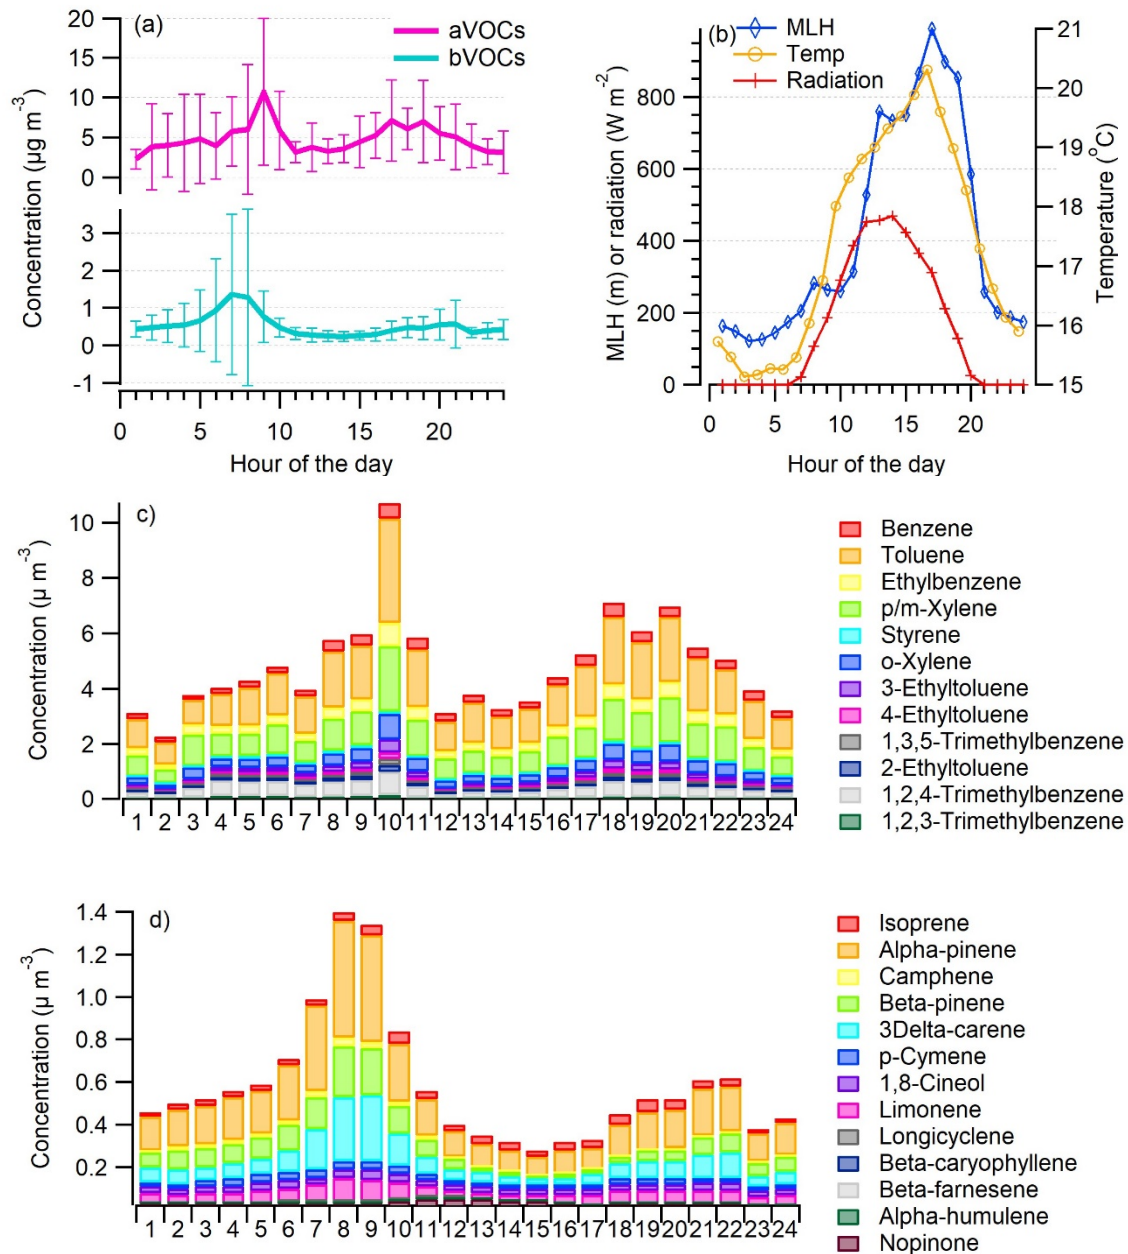 (a)
aVOCs
bVOCs
Concentration (µg m⁻³)
20
15
10
5
0
3
2
1
0
-1
0 5 10 15 20
Hour of the day
(b)
MLH
Temp
Radiation
MLH (m) or radiation (W m⁻²)
800
600
400
200
0
Temperature (°C)
21
20
19
18
17
16
15
0 5 10 15 20
Hour of the day
c)
Concentration (µ m⁻³)
10
8
6
4
2
0
1 2 3 4 5 6 7 8 9 10 11 12 13 14 15 16 17 18 19 20 21 22 23 24
Benzene
Toluene
Ethylbenzene
p/m-Xylene
Styrene
o-Xylene
3-Ethyltoluene
4-Ethyltoluene
1,3,5-Trimethylbenzene
2-Ethyltoluene
1,2,4-Trimethylbenzene
1,2,3-Trimethylbenzene
d)
Concentration (µ m⁻³)
1.4
1.2
1.0
0.8
0.6
0.4
0.2
1 2 3 4 5 6 7 8 9 10 11 12 13 14 15 16 17 18 19 20 21 22 23 24
Isoprene
Alpha-pinene
Camphene
Beta-pinene
3Delta-carene
p-Cymene
1,8-Cineol
Limonene
Longicyclene
Beta-caryophyllene
Beta-farnesene
Alpha-humulene
Nopinone